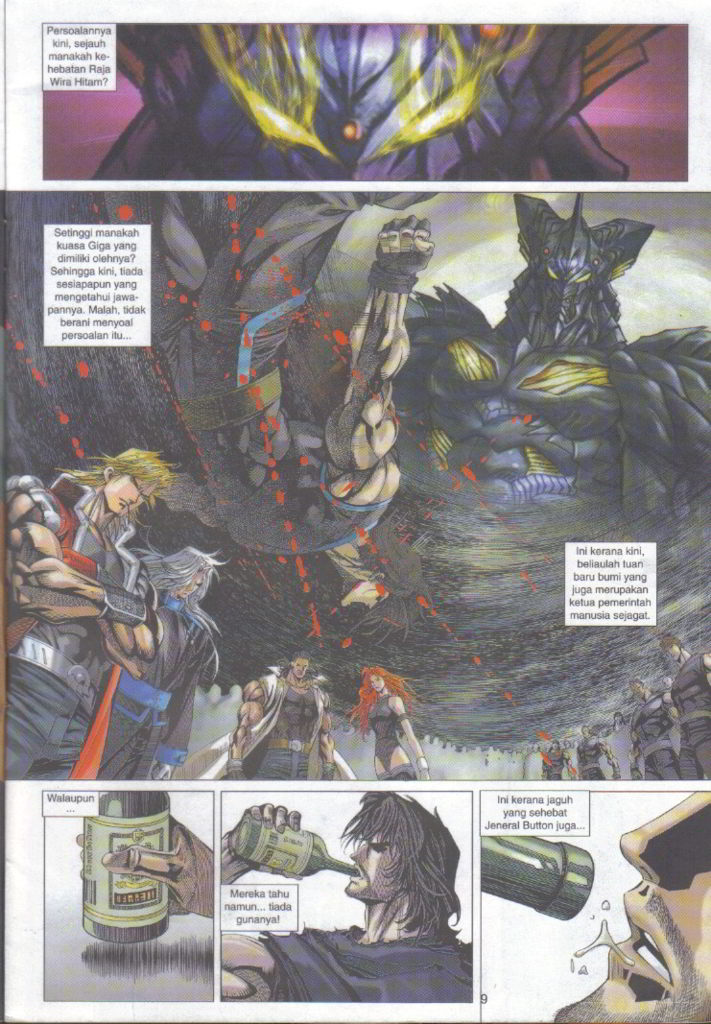 Persoalannya
kini, sejauh
manakah ke-
hebatan Raja
Wira Hitam?
Setinggi manakah
kuasa Giga yang
dimiliki olehnya?
Sehingga kini, tiada
sesiapapun yang
mengetahui jawa-
pannya. Malah, tidak
berani menyoal
persoalan itu...
Ini kerana kini,
beliaulah tuan
baru bumi yang
juga merupakan
ketua pemerintah
manusia sejagat.
Walaupun
...
Mereka tahu
namun... tiada
gunanya!
Ini kerana jaguh
yang sehebat
Jeneral Button juga...
9